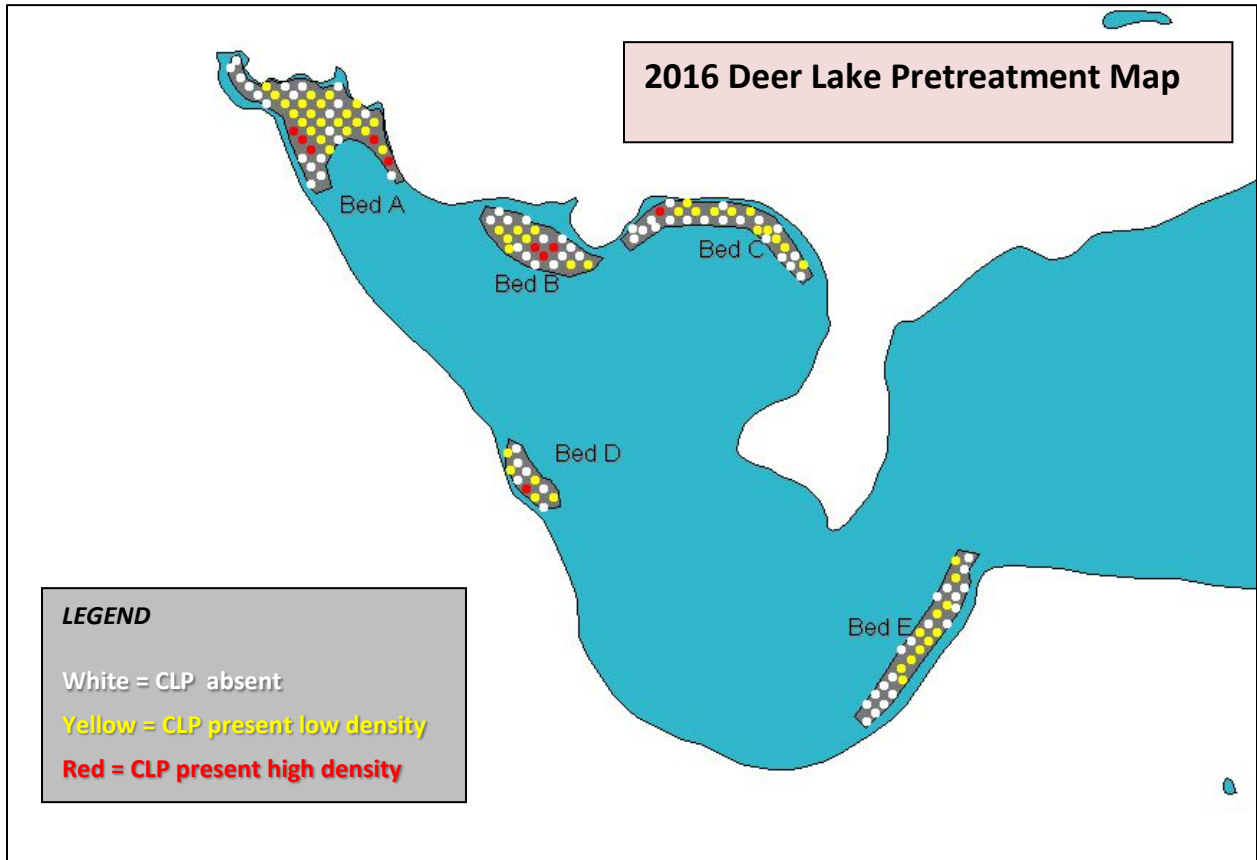 2016 Deer Lake Pretreatment Map
Bed A
Bed B
Bed C
Bed D
Bed E
LEGEND
White = CLP  absent
Yellow = CLP present low density
Red = CLP present high density